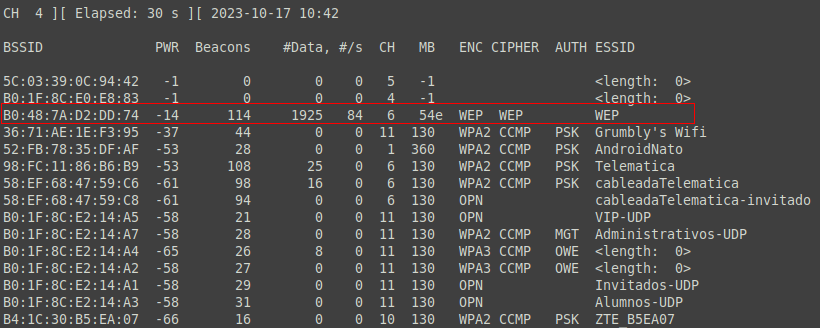 CH  4 ][ Elapsed: 30 s ][ 2023-10-17 10:42
BSSID              PWR  Beacons    #Data, #/s  CH   MB   ENC CIPHER  AUTH ESSID
5C:03:39:0C:94:42   -1        0        0    0   5   -1                    <length:  0>
B0:1F:8C:E0:E8:83   -1        0        0    0   4   -1                    <length:  0>
B0:48:7A:D2:DD:74  -14      114     1925   84   6   54e  WEP  WEP         WEP
36:71:AE:1E:F3:95  -37       44        0    0  11  130   WPA2 CCMP   PSK  Grumbly's Wifi
52:FB:78:35:DF:AF  -53       28        0    0   1  360   WPA2 CCMP   PSK  AndroidNato
98:FC:11:86:B6:B9  -53      108       25    0   6  130   WPA2 CCMP   PSK  Telematica
58:EF:68:47:59:C6  -61       98       16    0   6  130   WPA2 CCMP   PSK  cableadaTelematica
58:EF:68:47:59:C8  -61       94        0    0   6  130   OPN              cableadaTelematica-invitado
B0:1F:8C:E2:14:A5  -58       21        0    0  11  130   OPN              VIP-UDP
B0:1F:8C:E2:14:A7  -58       28        0    0  11  130   WPA2 CCMP   MGT  Administrativos-UDP
B0:1F:8C:E2:14:A4  -65       26        8    0  11  130   WPA3 CCMP   OWE  <length:  0>
B0:1F:8C:E2:14:A2  -58       27        0    0  11  130   WPA3 CCMP   OWE  <length:  0>
B0:1F:8C:E2:14:A1  -58       29        0    0  11  130   OPN              Invitados-UDP
B0:1F:8C:E2:14:A3  -58       31        0    0  11  130   OPN              Alumnos-UDP
B4:1C:30:B5:EA:07  -66       16        0    0  10  130   WPA2 CCMP   PSK  ZTE_B5EA07